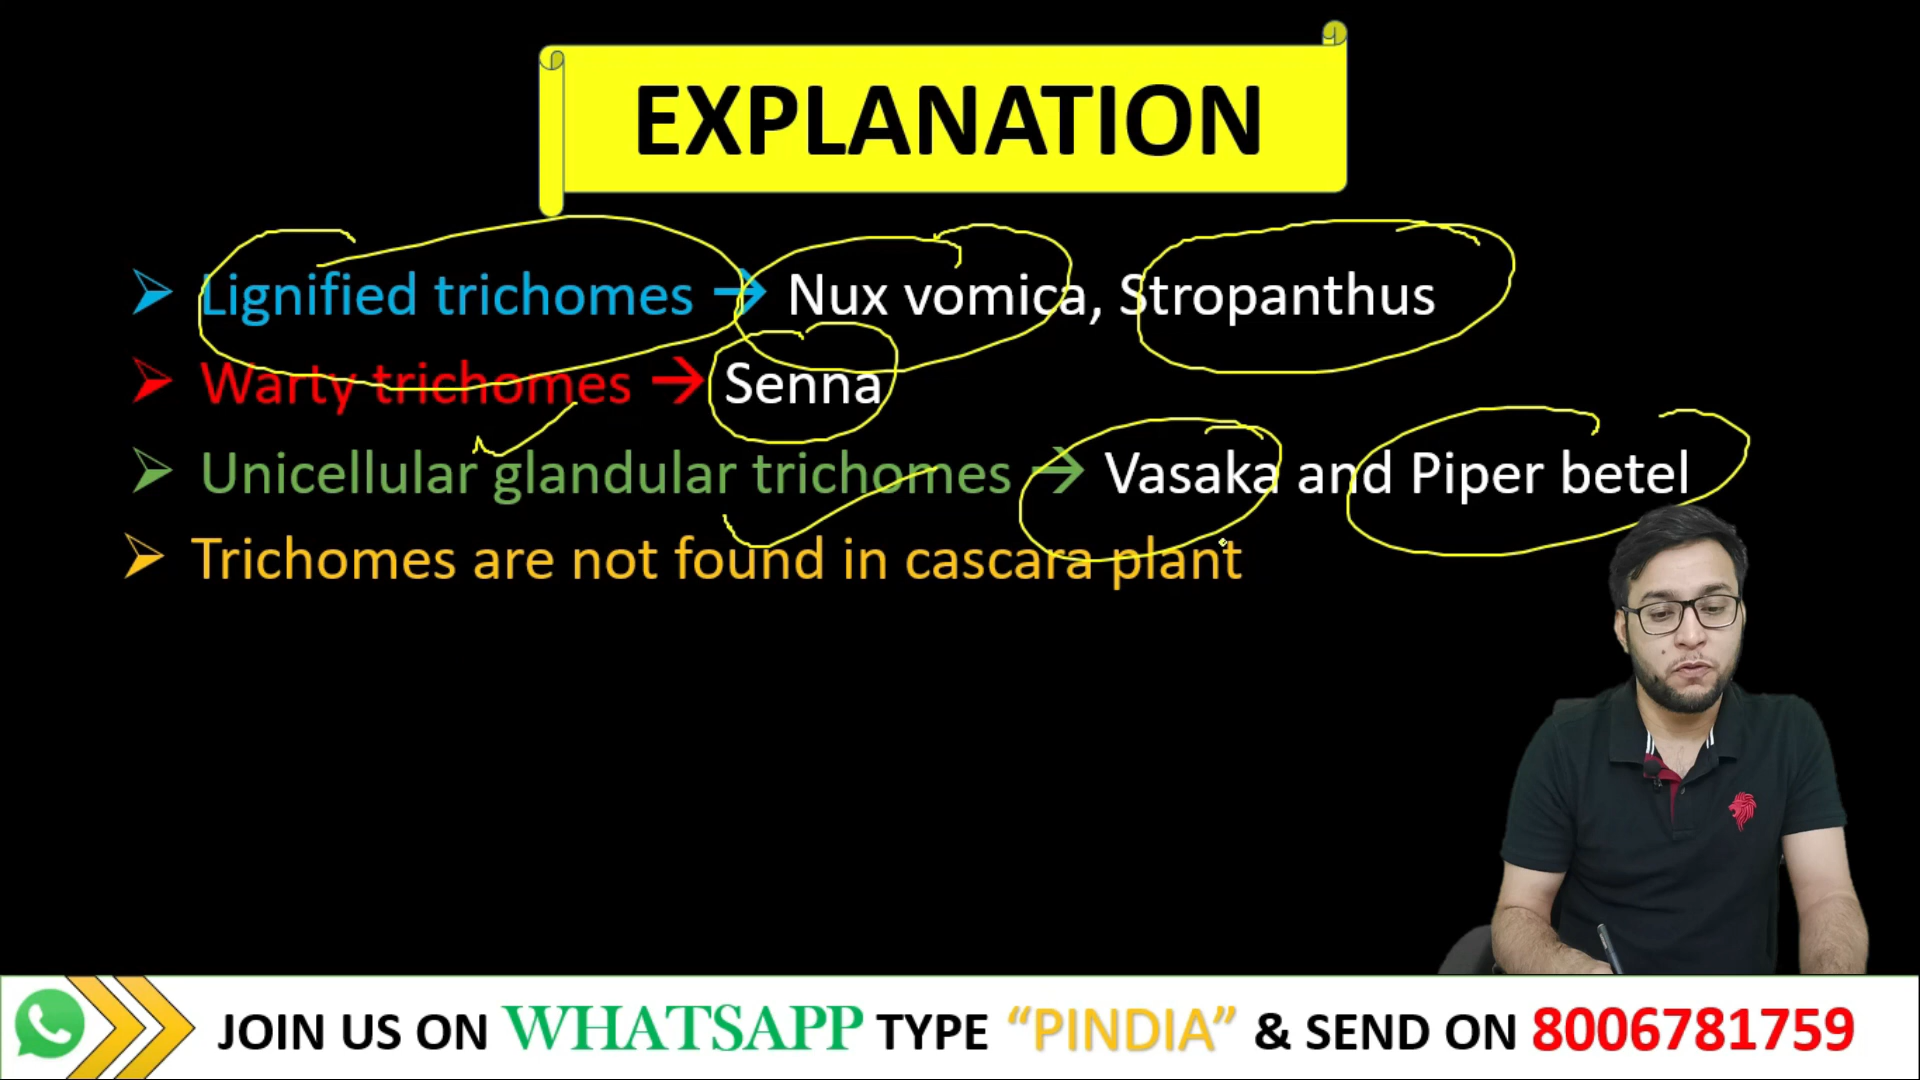 EXPLANATION
Lignified trichomes → Nux vomica, Stropanthus
Warty trichomes → Senna
Unicellular glandular trichomes → Vasaka and Piper betel
Trichomes are not found in cascara plant
JOIN US ON WHATSAPP TYPE “PINDIA” & SEND ON 8006781759